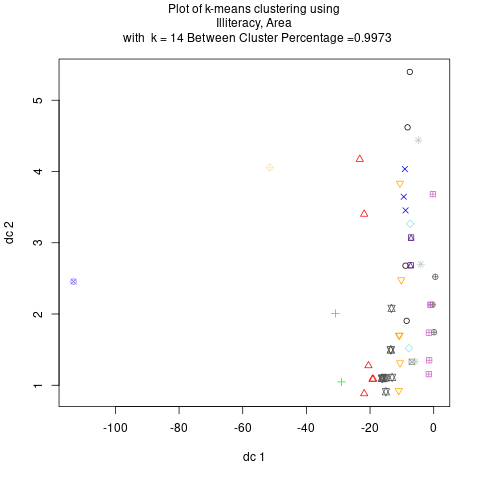 Plot of k-means clustering using
Illiteracy, Area
with k = 14 Between Cluster Percentage =0.9973
dc 2
5
4
3
2
1
-100
-80
-60
-40
-20
0
dc 1